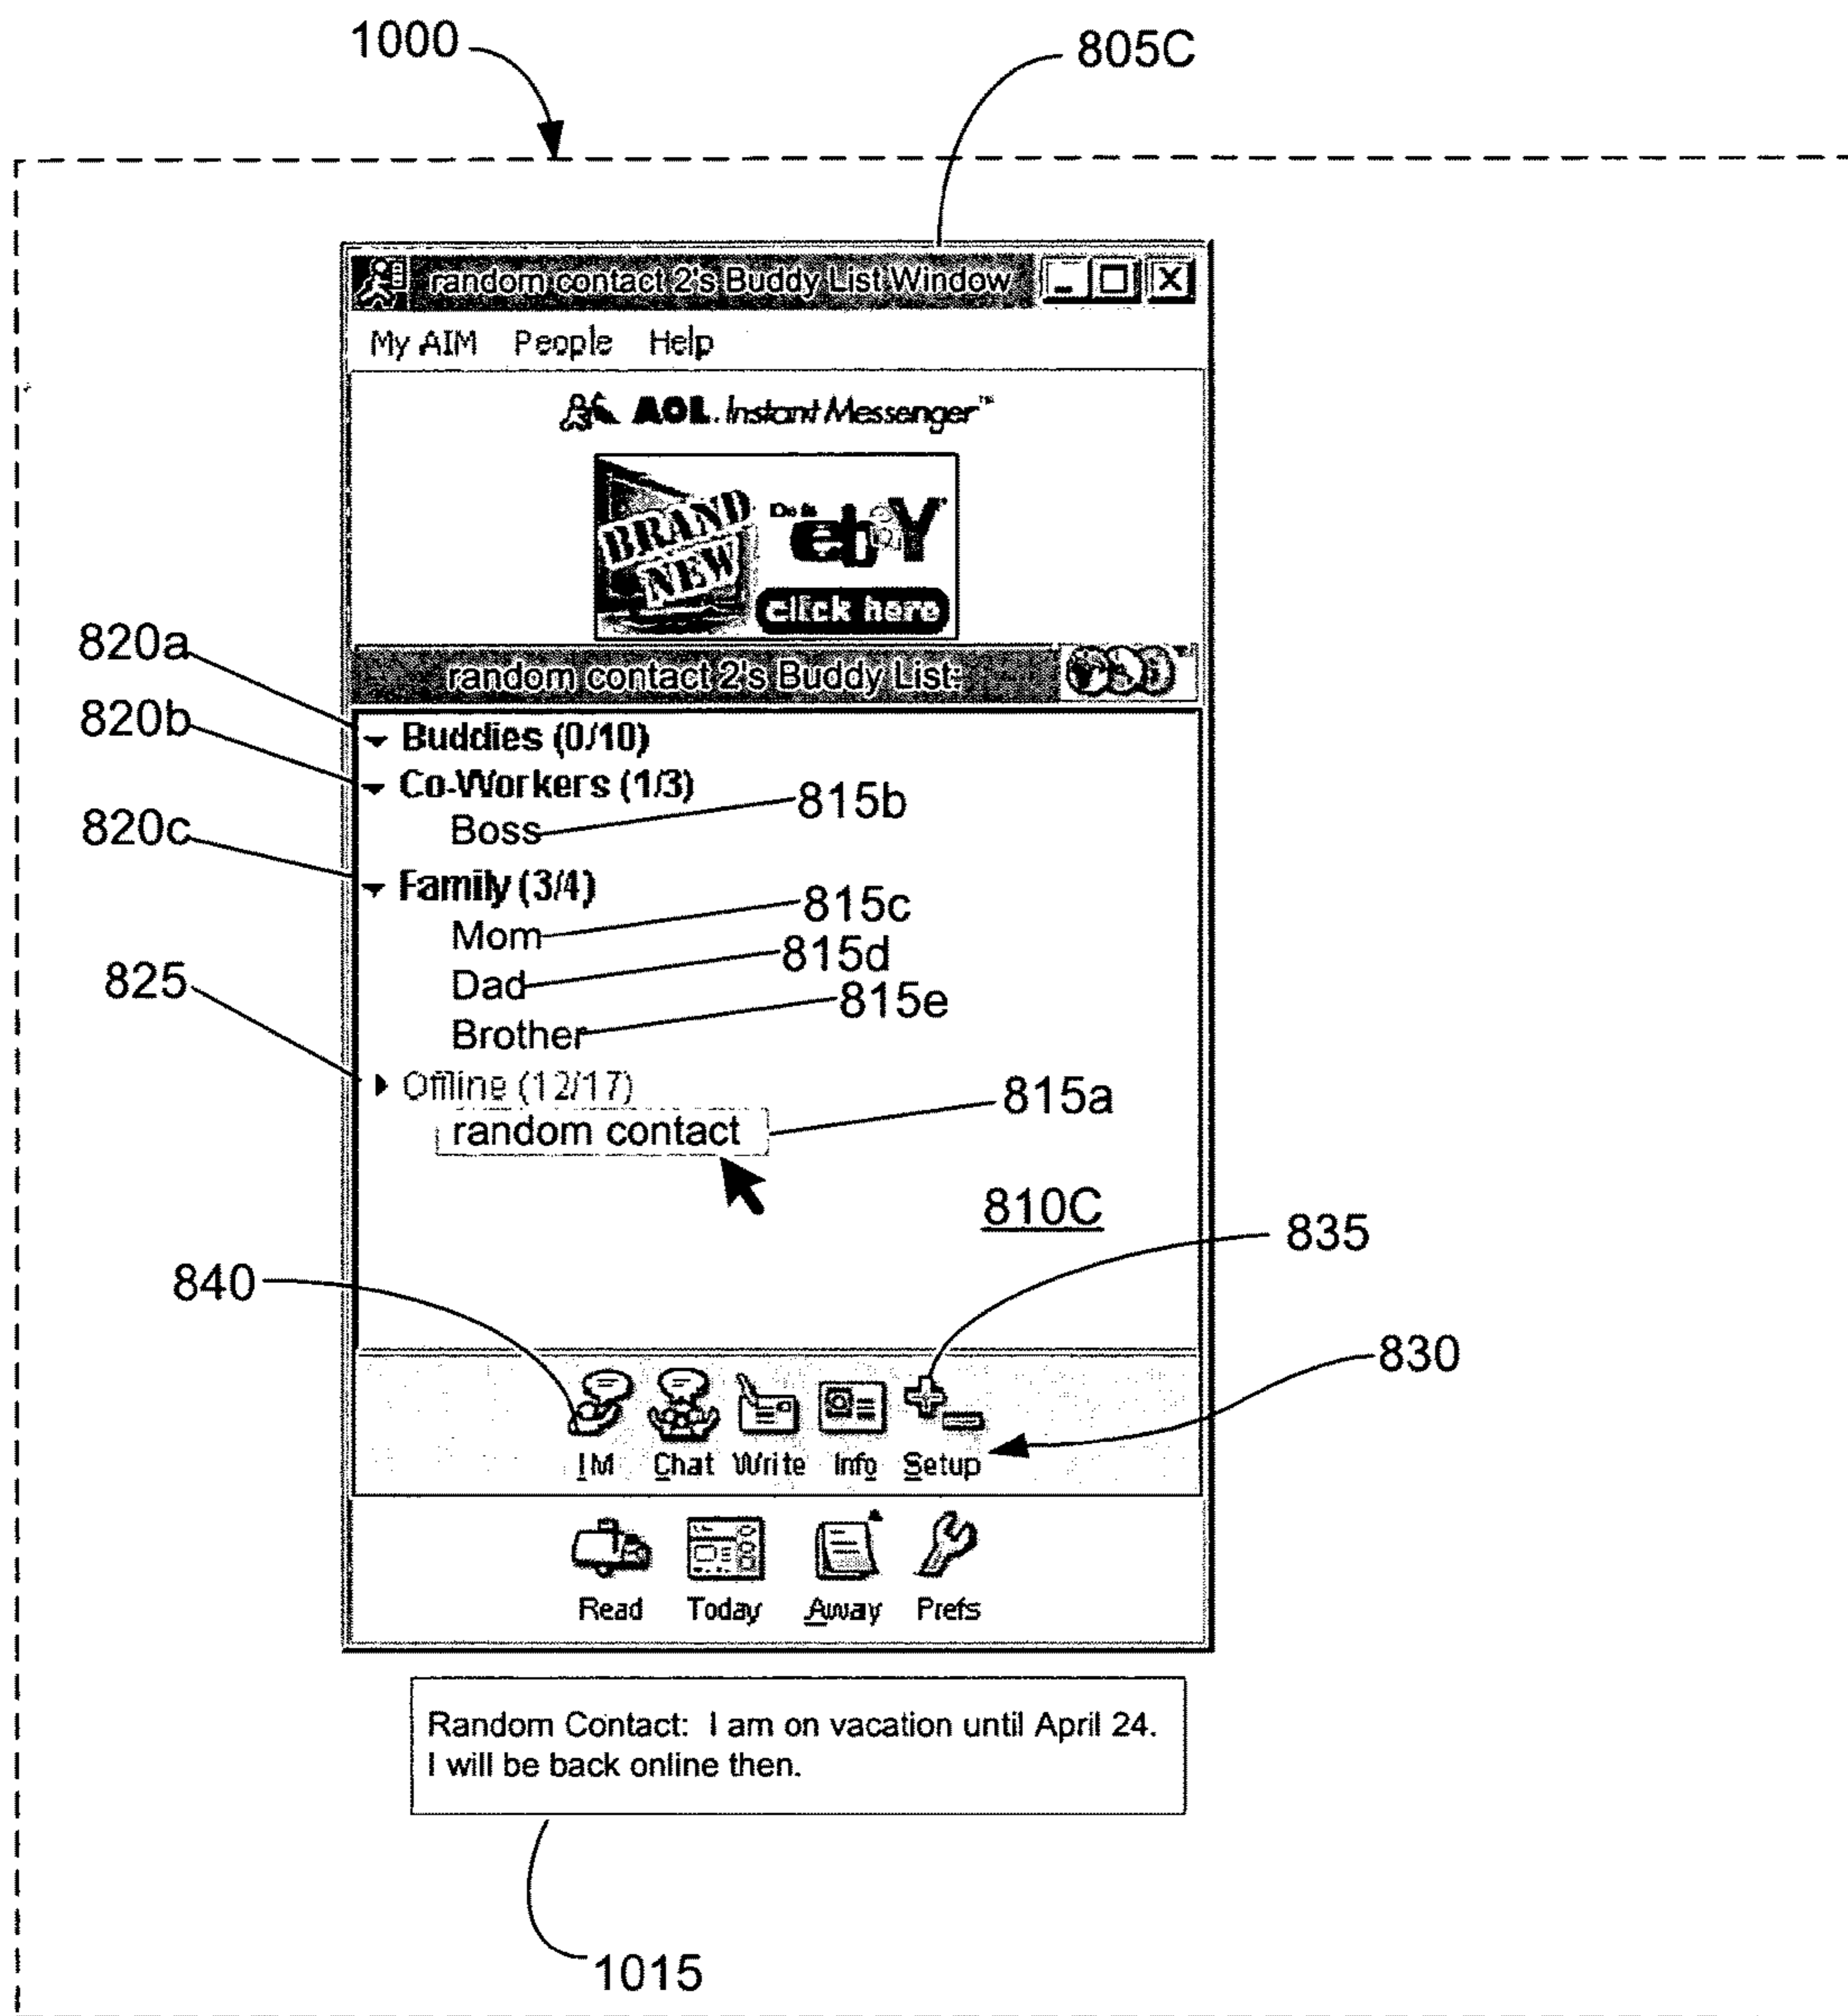 1000
805C
random contact 2's Buddy List Window
My AIM People Help
AOL Instant Messenger™
BRAND
NEW
Do it
ebY
click here
820a
random contact 2's Buddy List:
820b
Buddies (0/10)
Co-Workers (1/3)
815b
820c
Boss
Family (3/4)
815c
Mom
815d
825
Dad
815e
Brother
Offline (12/17)
815a
random contact
810C
835
840
830
IM Chat Write Info Setup
Read Today Away Prefs
Random Contact: I am on vacation until April 24.
I will be back online then.
1015